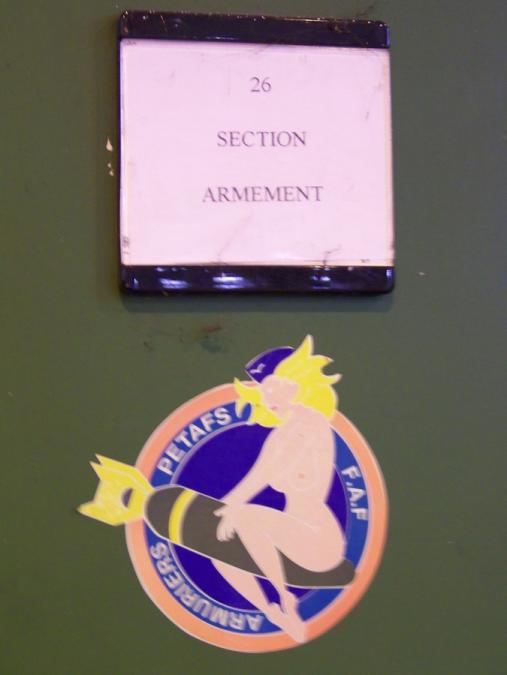 26
SECTION
ARMEMENT
PETAFS
F.A.F
ARMURIERS